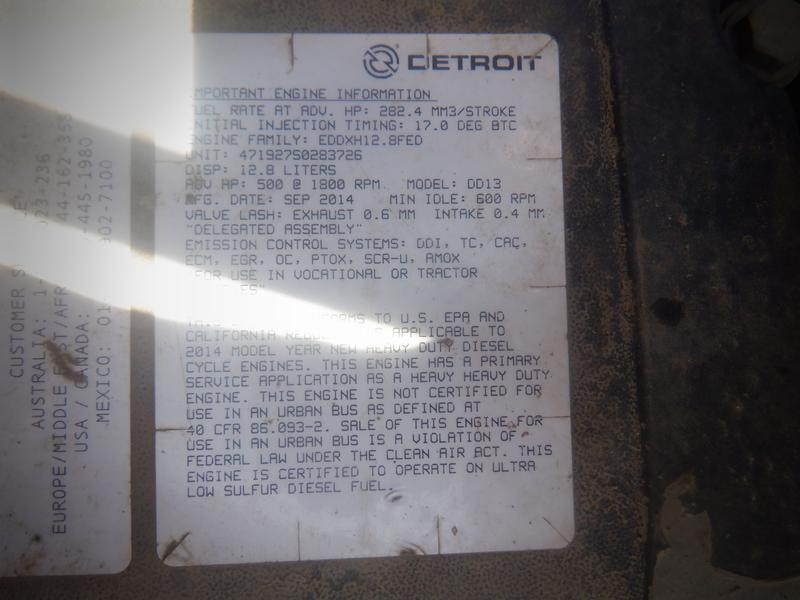 DETROIT
IMPORTANT ENGINE INFORMATION
FUEL RATE AT ADV. HP: 282.4 MM3/STROKE
INITIAL INJECTION TIMING: 17.0 DEG BTC
ENGINE FAMILY: EDDXH12.8FED
UNIT: 471927S0283726
DISP: 12.8 LITERS
ADV HP: 500 @ 1800 RPM MODEL: DD13
MFG. DATE: SEP 2014 MIN IDLE: 600 RPM
VALVE LASH: EXHAUST 0.6 MM INTAKE 0.4 MM
"DELEGATED ASSEMBLY"
EMISSION CONTROL SYSTEMS: DDI, TC, CAC,
ECM, EGR, OC, PTOX, SCR-U, AMOX
"FOR USE IN VOCATIONAL OR TRACTOR
TO U.S. EPA AND
CALIFORNIA APPLICABLE TO
2014 MODEL YEAR NEW HEAVY DUTY DIESEL
CYCLE ENGINES. THIS ENGINE HAS A PRIMARY
SERVICE APPLICATION AS A HEAVY HEAVY DUTY
ENGINE. THIS ENGINE IS NOT CERTIFIED FOR
USE IN AN URBAN BUS AS DEFINED AT
40 CFR 86.093-2. SALE OF THIS ENGINE FOR
USE IN AN URBAN BUS IS A VIOLATION OF
FEDERAL LAW UNDER THE CLEAN AIR ACT. THIS
ENGINE IS CERTIFIED TO OPERATE ON ULTRA
LOW SULFUR DIESEL FUEL.
CUSTOMER
AUSTRALIA:
EUROPE/MIDDLE EAST/
USA / CANADA:
MEXICO: